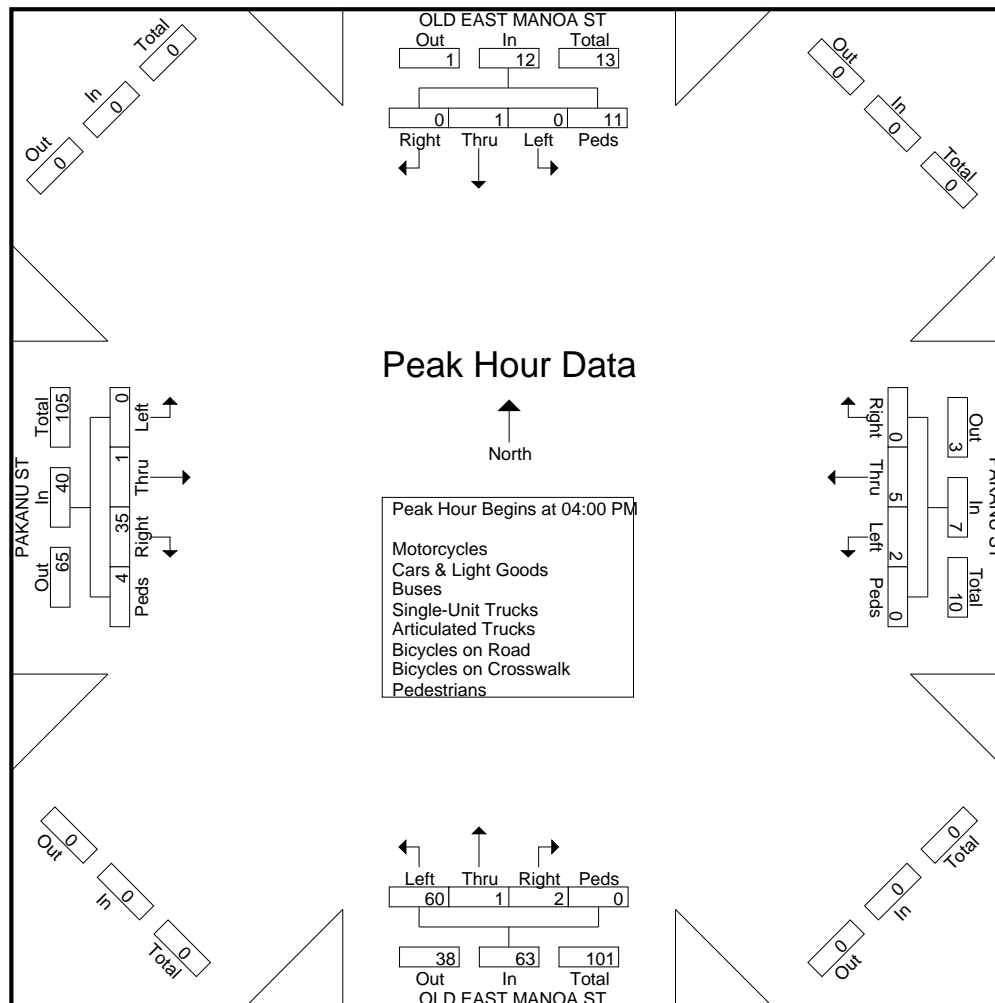 OLD EAST MANOA ST
Out In Total
1 12 13
0 1 0 11
Right Thru Left Peds
Total
0
In
0
Out
0
Out
0
In
0
Total
0
Peak Hour Data
North
Peak Hour Begins at 04:00 PM
Motorcycles
Cars & Light Goods
Buses
Single-Unit Trucks
Articulated Trucks
Bicycles on Road
Bicycles on Crosswalk
Pedestrians
PAKANU ST
Out In Total
65 40 105
4 35 1 0
Peds Right Thru Left
PAKANU ST
Out In Total
3 7 10
0 5 2 0
Right Thru Left Peds
Left Thru Right Peds
60 1 2 0
38 63 101
Out In Total
OLD EAST MANOA ST
0
Out
0
In
0
Total
0
Total
0
In
0
Out